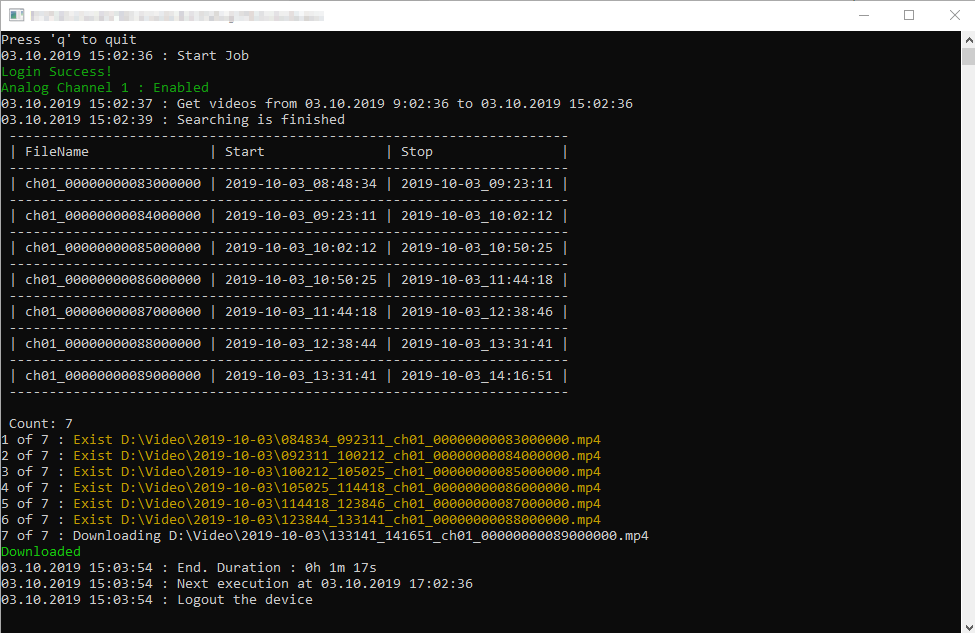 Press 'q' to quit
03.10.2019 15:02:36 : Start Job
Login Success!
Analog Channel 1 : Enabled
03.10.2019 15:02:37 : Get videos from 03.10.2019 9:02:36 to 03.10.2019 15:02:36
03.10.2019 15:02:39 : Searching is finished
----------------------------------------------------------------------
| FileName | Start | Stop |
----------------------------------------------------------------------
| ch01_00000000083000000 | 2019-10-03_08:48:34 | 2019-10-03_09:23:11 |
----------------------------------------------------------------------
| ch01_00000000084000000 | 2019-10-03_09:23:11 | 2019-10-03_10:02:12 |
----------------------------------------------------------------------
| ch01_00000000085000000 | 2019-10-03_10:02:12 | 2019-10-03_10:50:25 |
----------------------------------------------------------------------
| ch01_00000000086000000 | 2019-10-03_10:50:25 | 2019-10-03_11:44:18 |
----------------------------------------------------------------------
| ch01_00000000087000000 | 2019-10-03_11:44:18 | 2019-10-03_12:38:46 |
----------------------------------------------------------------------
| ch01_00000000088000000 | 2019-10-03_12:38:44 | 2019-10-03_13:31:41 |
----------------------------------------------------------------------
| ch01_00000000089000000 | 2019-10-03_13:31:41 | 2019-10-03_14:16:51 |
----------------------------------------------------------------------
Count: 7
1 of 7 : Exist D:\Video\2019-10-03\084834_092311_ch01_00000000083000000.mp4
2 of 7 : Exist D:\Video\2019-10-03\092311_100212_ch01_00000000084000000.mp4
3 of 7 : Exist D:\Video\2019-10-03\100212_105025_ch01_00000000085000000.mp4
4 of 7 : Exist D:\Video\2019-10-03\105025_114418_ch01_00000000086000000.mp4
5 of 7 : Exist D:\Video\2019-10-03\114418_123846_ch01_00000000087000000.mp4
6 of 7 : Exist D:\Video\2019-10-03\123844_133141_ch01_00000000088000000.mp4
7 of 7 : Downloading D:\Video\2019-10-03\133141_141651_ch01_00000000089000000.mp4
Downloaded
03.10.2019 15:03:54 : End. Duration : 0h 1m 17s
03.10.2019 15:03:54 : Next execution at 03.10.2019 17:02:36
03.10.2019 15:03:54 : Logout the device